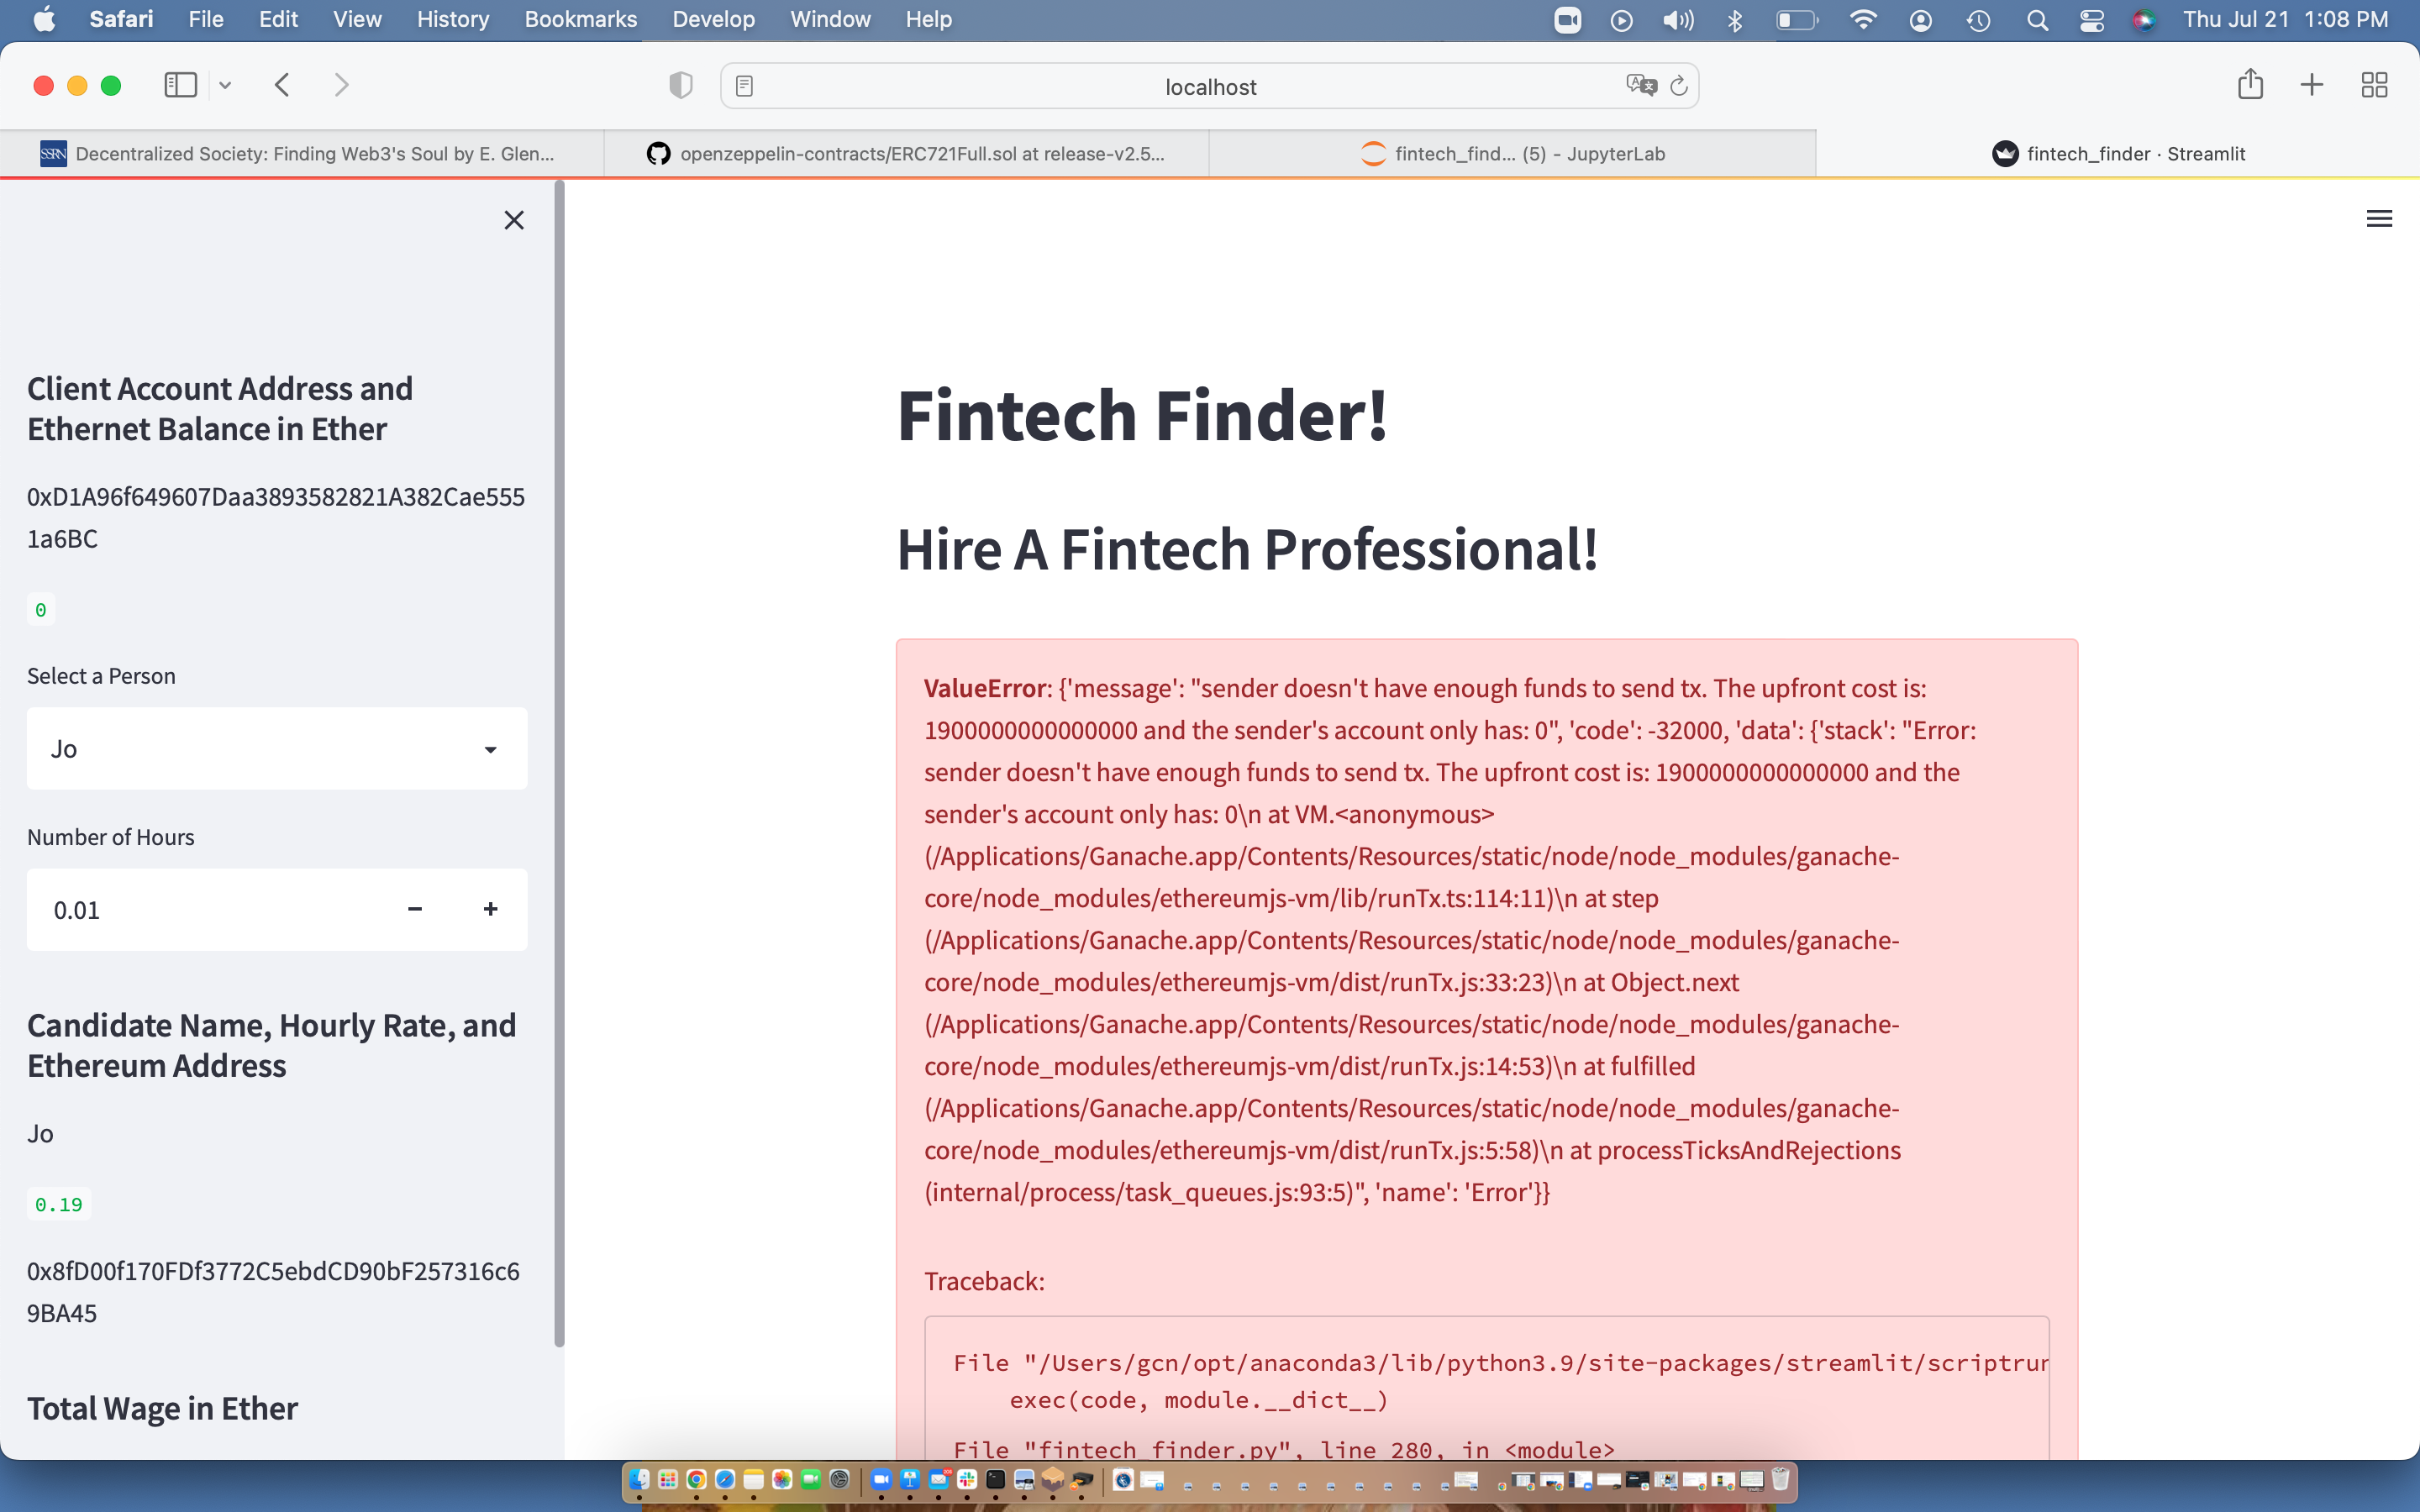 Safari File Edit View History Bookmarks Develop Window Help Thu Jul 21 1:08 PM
localhost
SSRN Decentralized Society: Finding Web3's Soul by E. Glen...
openzeppelin-contracts/ERC721Full.sol at release-v2.5...
fintech_find... (5) - JupyterLab
fintech_finder · Streamlit
Client Account Address and
Ethernet Balance in Ether
0xD1A96f649607Daa3893582821A382Cae555
1a6BC
0
Select a Person
Jo
Number of Hours
0.01
Candidate Name, Hourly Rate, and
Ethereum Address
Jo
0.19
0x8fD00f170FDf3772C5ebdCD90bF257316c6
9BA45
Total Wage in Ether
Fintech Finder!
Hire A Fintech Professional!
ValueError: {'message': "sender doesn't have enough funds to send tx. The upfront cost is:
1900000000000000 and the sender's account only has: 0", 'code': -32000, 'data': {'stack': "Error:
sender doesn't have enough funds to send tx. The upfront cost is: 1900000000000000 and the
sender's account only has: 0\n at VM.<anonymous>
(/Applications/Ganache.app/Contents/Resources/static/node/node_modules/ganache-
core/node_modules/ethereumjs-vm/lib/runTx.ts:114:11)\n at step
(/Applications/Ganache.app/Contents/Resources/static/node/node_modules/ganache-
core/node_modules/ethereumjs-vm/dist/runTx.js:33:23)\n at Object.next
(/Applications/Ganache.app/Contents/Resources/static/node/node_modules/ganache-
core/node_modules/ethereumjs-vm/dist/runTx.js:14:53)\n at fulfilled
(/Applications/Ganache.app/Contents/Resources/static/node/node_modules/ganache-
core/node_modules/ethereumjs-vm/dist/runTx.js:5:58)\n at processTicksAndRejections
(internal/process/task_queues.js:93:5)", 'name': 'Error'}}
Traceback:
File "/Users/gcn/opt/anaconda3/lib/python3.9/site-packages/streamlit/scriptrur
exec(code, module.__dict__)
File "fintech_finder.py", line 280, in <module>